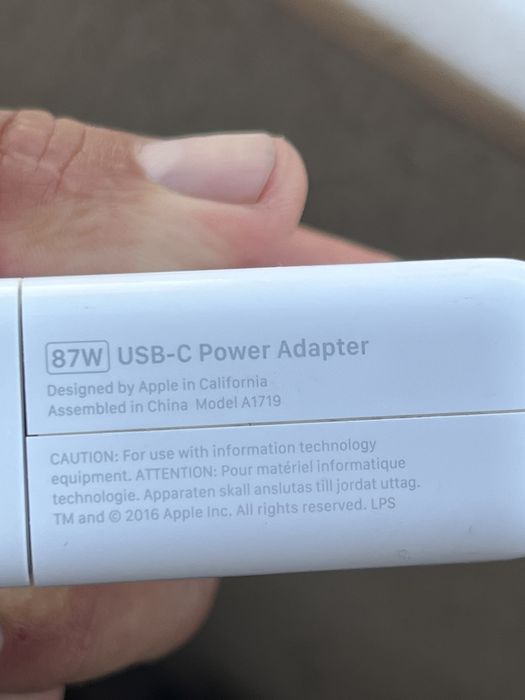 87W USB-C Power Adapter
Designed by Apple in California
Assembled in China Model A1719
CAUTION: For use with information technology
equipment. ATTENTION: Pour matériel informatique
technologie. Apparaten skall anslutas till jordat uttag.
TM and © 2016 Apple Inc. All rights reserved. LPS